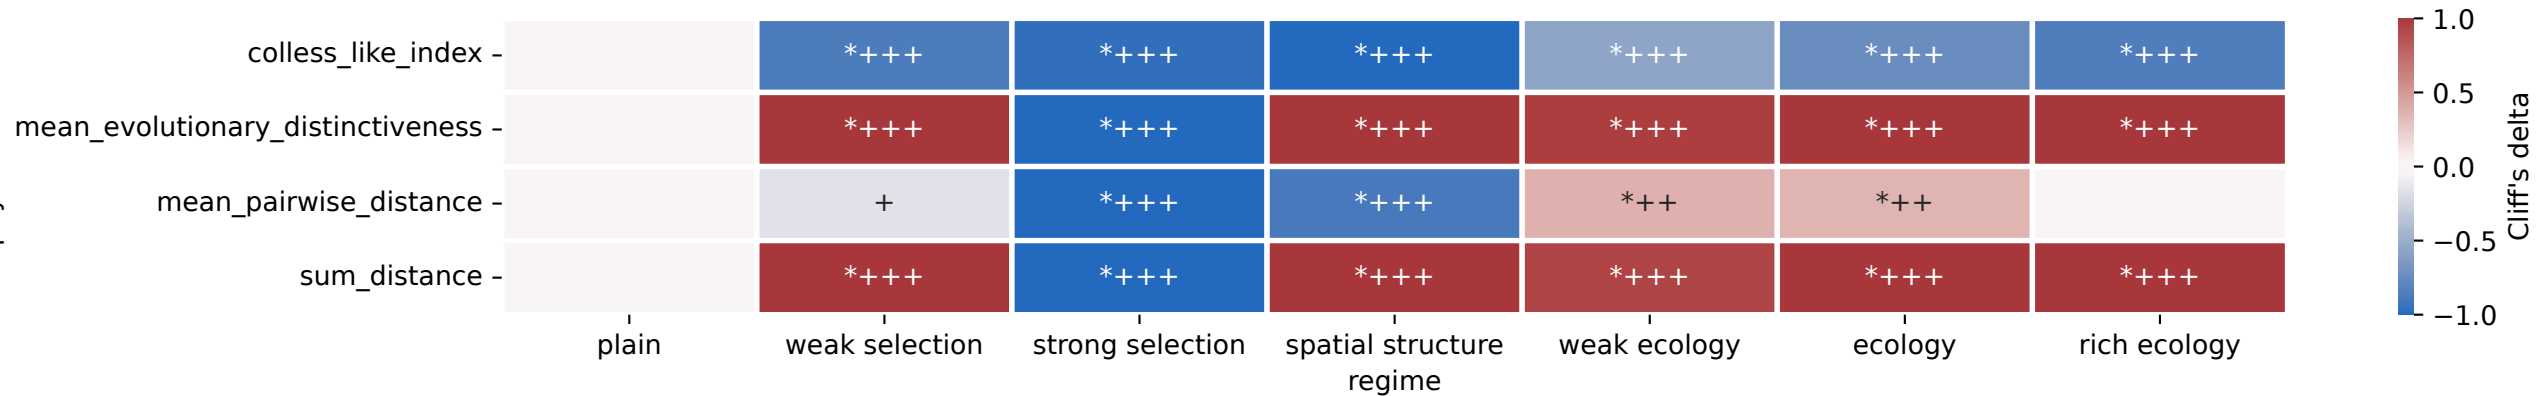 colless_like_index *+++ *+++ *+++ *+++ *+++ *+++
mean_evolutionary_distinctiveness *+++ *+++ *+++ *+++ *+++ *+++
mean_pairwise_distance + *+++ *+++ *++ *++
sum_distance *+++ *+++ *+++ *+++ *+++ *+++
plain weak selection strong selection spatial structure weak ecology ecology rich ecology
regime
1.0
0.5
0.0
−0.5
−1.0
Cliff's delta